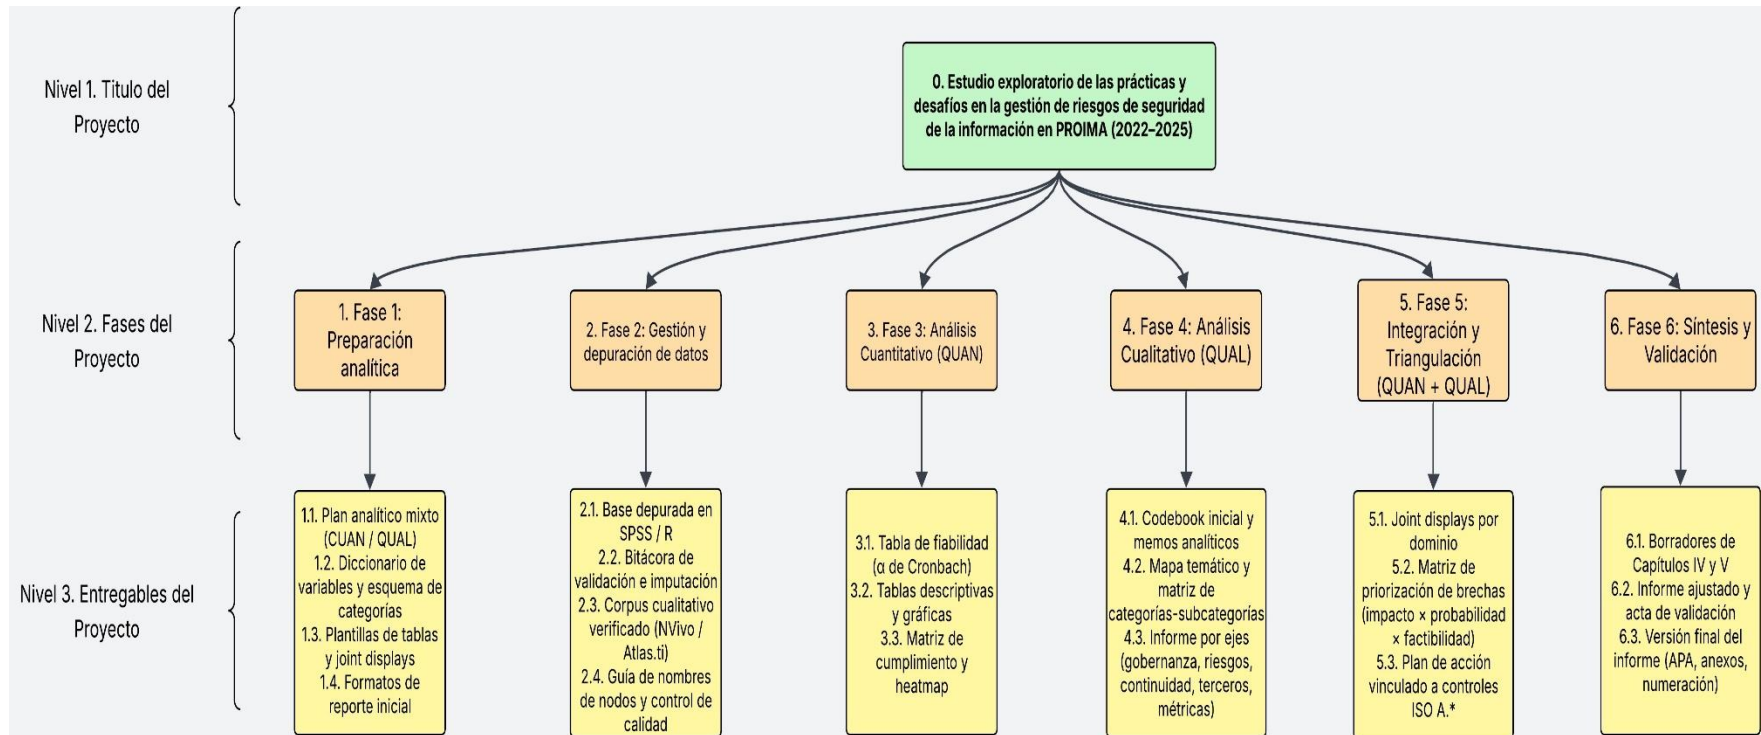 Nivel 1. Titulo del
Proyecto
0. Estudio exploratorio de las prácticas y
desafíos en la gestión de riesgos de seguridad
de la información en PROIMA (2022–2025)
Nivel 2. Fases del
Proyecto
1. Fase 1:
Preparación
analítica
2. Fase 2: Gestión y
depuración de datos
3. Fase 3: Análisis
Cuantitativo (QUAN)
4. Fase 4: Análisis
Cualitativo (QUAL)
5. Fase 5:
Integración y
Triangulación
(QUAN + QUAL)
6. Fase 6: Síntesis y
Validación
Nivel 3. Entregables del
Proyecto
1.1. Plan analítico mixto
(CUAN / QUAL)
1.2. Diccionario de
variables y esquema de
categorías
1.3. Plantillas de tablas
y joint displays
1.4. Formatos de
reporte inicial
2.1. Base depurada en
SPSS / R
2.2. Bitácora de
validación e imputación
2.3. Corpus cualitativo
verificado (NVivo /
Atlas.ti)
2.4. Guía de nombres
de nodos y control de
calidad
3.1. Tabla de fiabilidad
(α de Cronbach)
3.2. Tablas descriptivas
y gráficas
3.3. Matriz de
cumplimiento y
heatmap
4.1. Codebook inicial y
memos analíticos
4.2. Mapa temático y
matriz de
categorías-subcategorías
4.3. Informe por ejes
(gobernanza, riesgos,
continuidad, terceros,
métricas)
5.1. Joint displays por
dominio
5.2. Matriz de
priorización de brechas
(impacto × probabilidad
× factibilidad)
5.3. Plan de acción
vinculado a controles
ISO A.*
6.1. Borradores de
Capítulos IV y V
6.2. Informe ajustado y
acta de validación
6.3. Versión final del
informe (APA, anexos,
numeración)